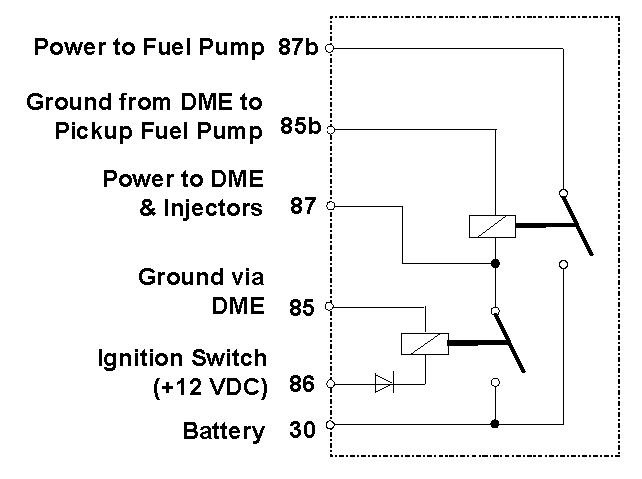 Power to Fuel Pump 87b
Ground from DME to
Pickup Fuel Pump 85b
Power to DME
& Injectors 87
Ground via
DME 85
Ignition Switch
(+12 VDC) 86
Battery 30